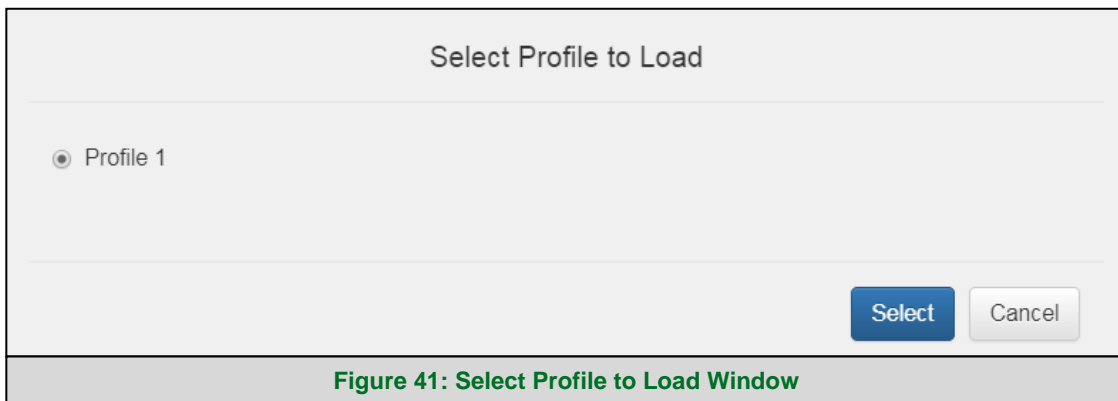 Select Profile to Load
Profile 1
Select
Cancel
Figure 41: Select Profile to Load Window